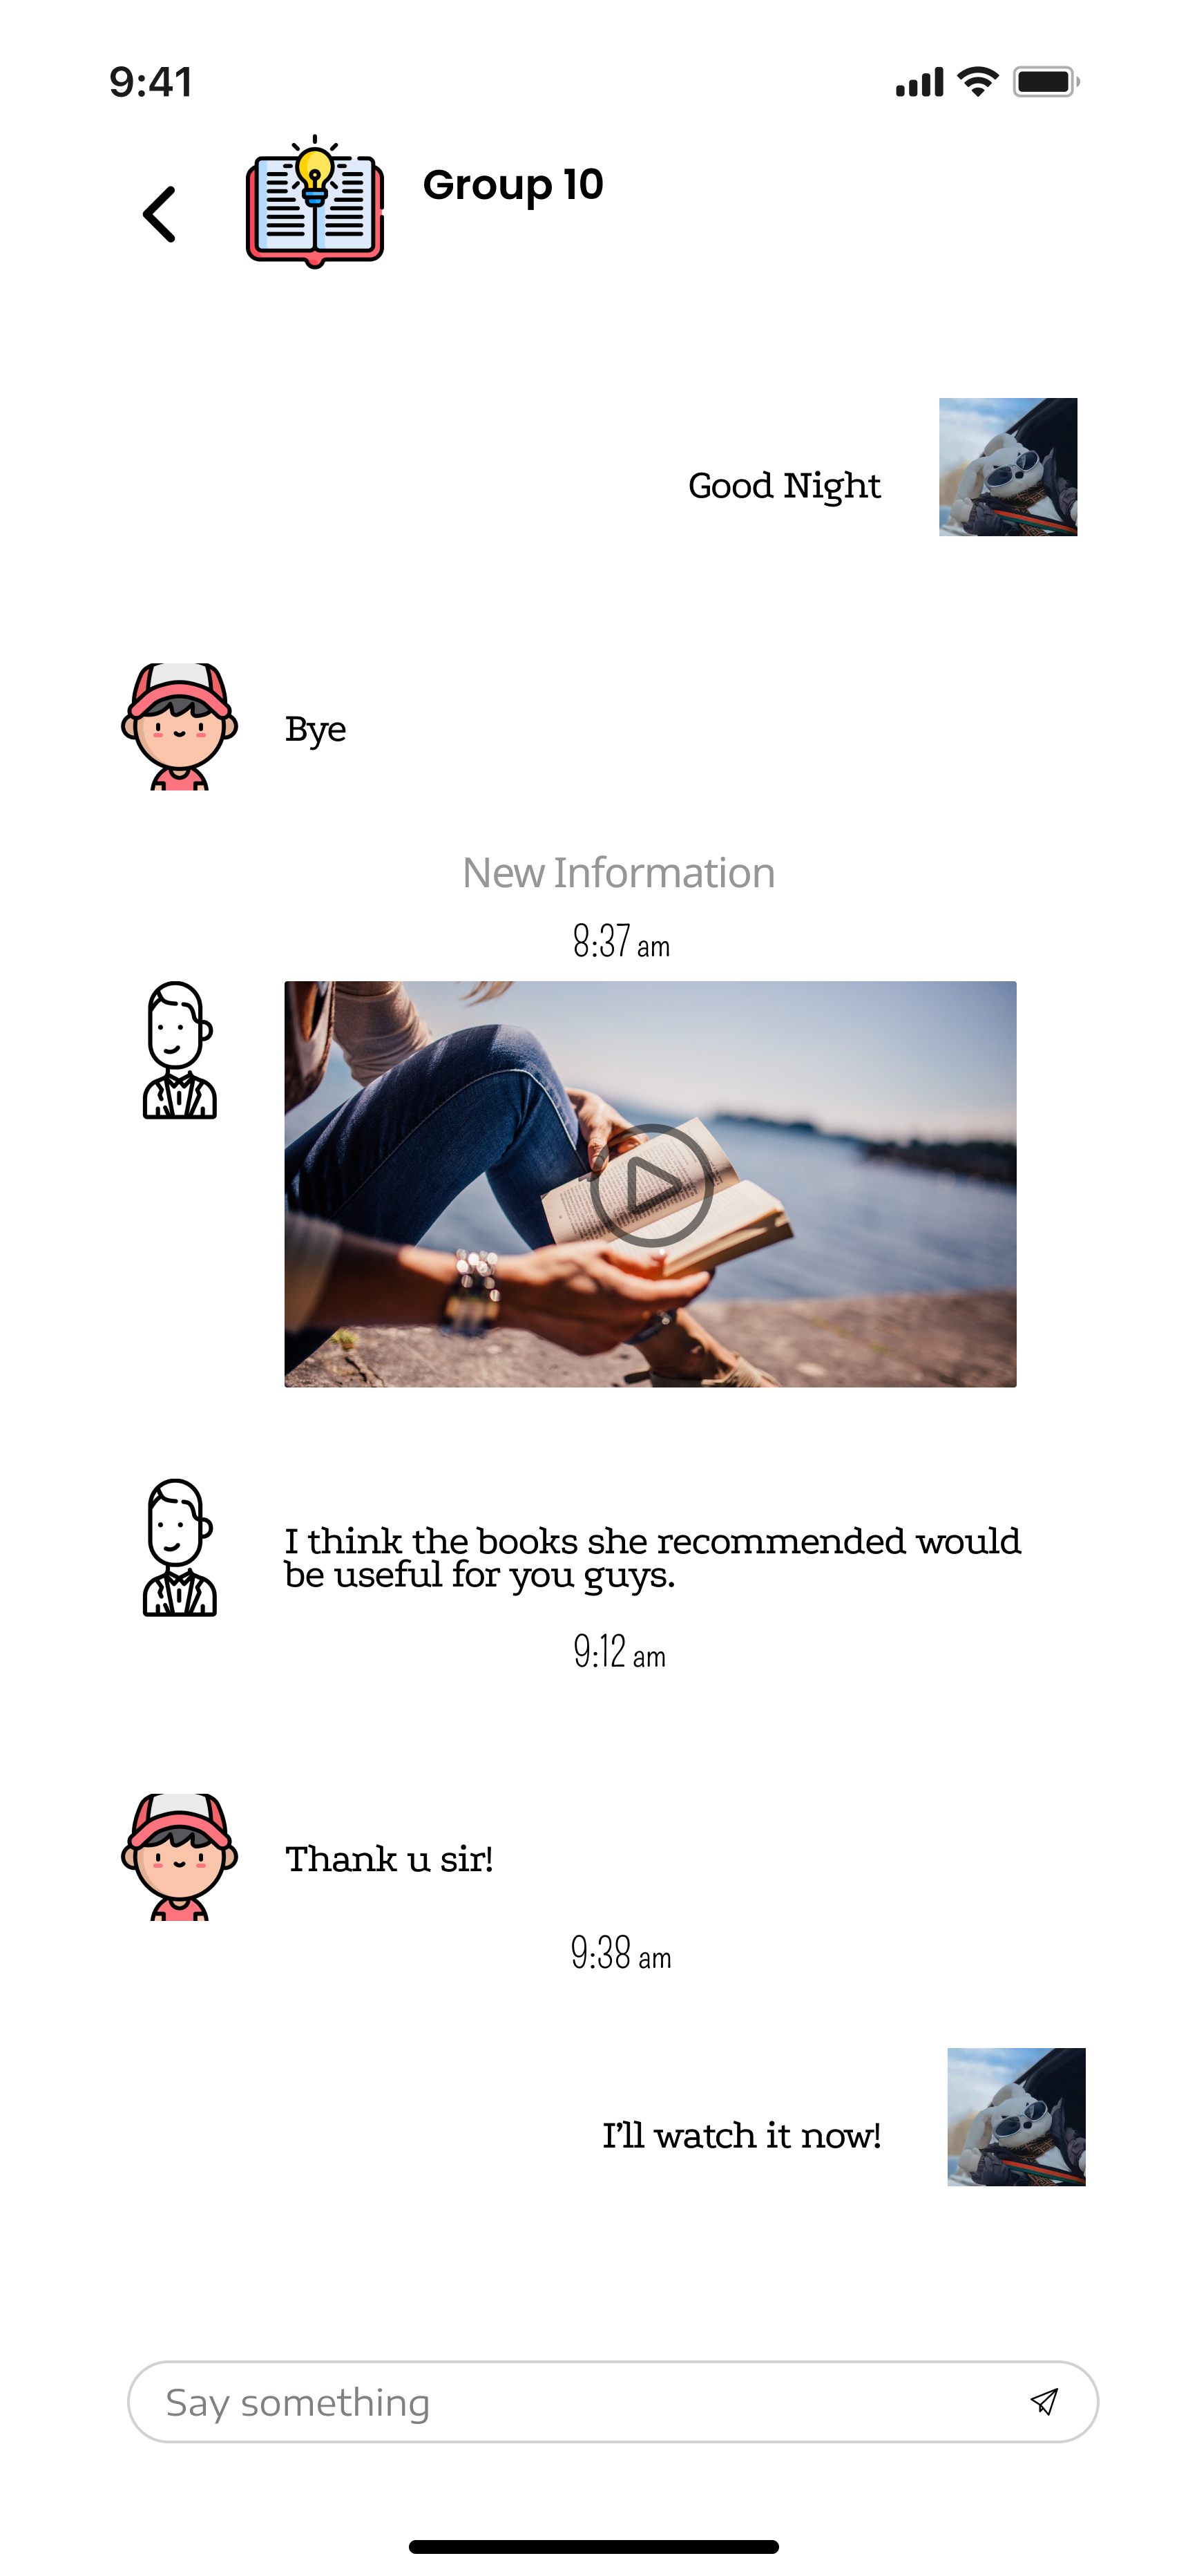 9:41
Group 10
Good Night
Bye
New Information
8:37 am
I think the books she recommended would
be useful for you guys.
9:12 am
Thank u sir!
9:38 am
I'll watch it now!
Say something